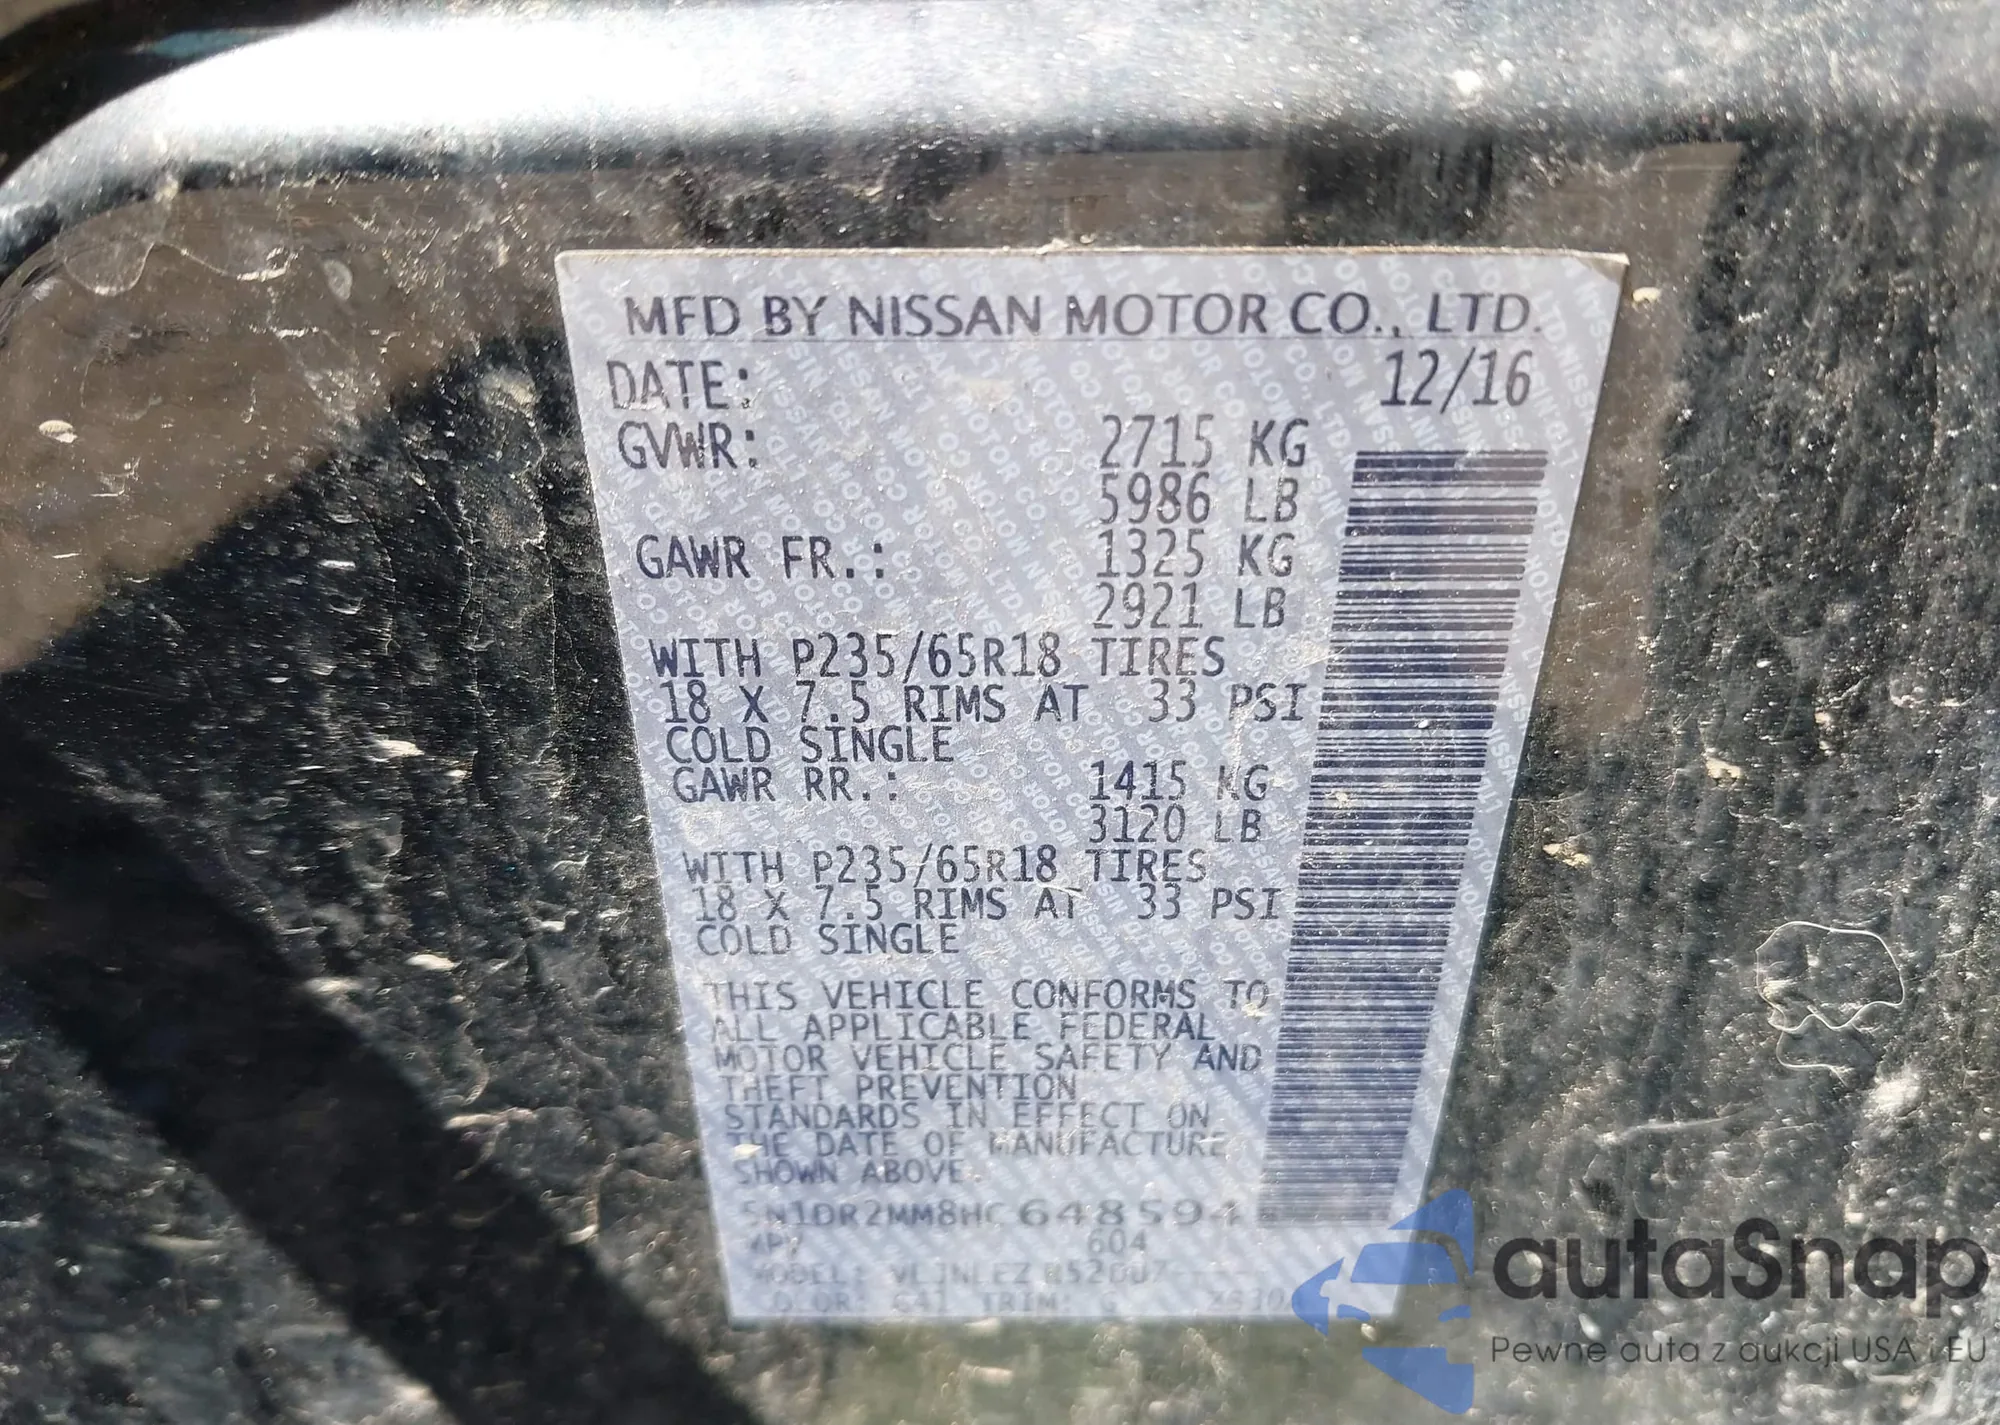 MFD BY NISSAN MOTOR CO., LTD.
DATE: 12/16
GVWR: 2715 KG
5986 LB
GAWR FR.: 1325 KG
2921 LB
WITH P235/65R18 TIRES
18 X 7.5 RIMS AT 33 PSI
COLD SINGLE
GAWR RR.: 1415 KG
3120 LB
WITH P235/65R18 TIRES
18 X 7.5 RIMS AT 33 PSI
COLD SINGLE
THIS VEHICLE CONFORMS TO
ALL APPLICABLE FEDERAL
MOTOR VEHICLE SAFETY AND
THEFT PREVENTION
STANDARDS IN EFFECT ON
THE DATE OF MANUFACTURE
SHOWN ABOVE.
5N1DR2MM8HC648594
MPV 604
MODEL:
COLOR: TRIM: G
autaSnap
Pewne auta z aukcji USA i EU